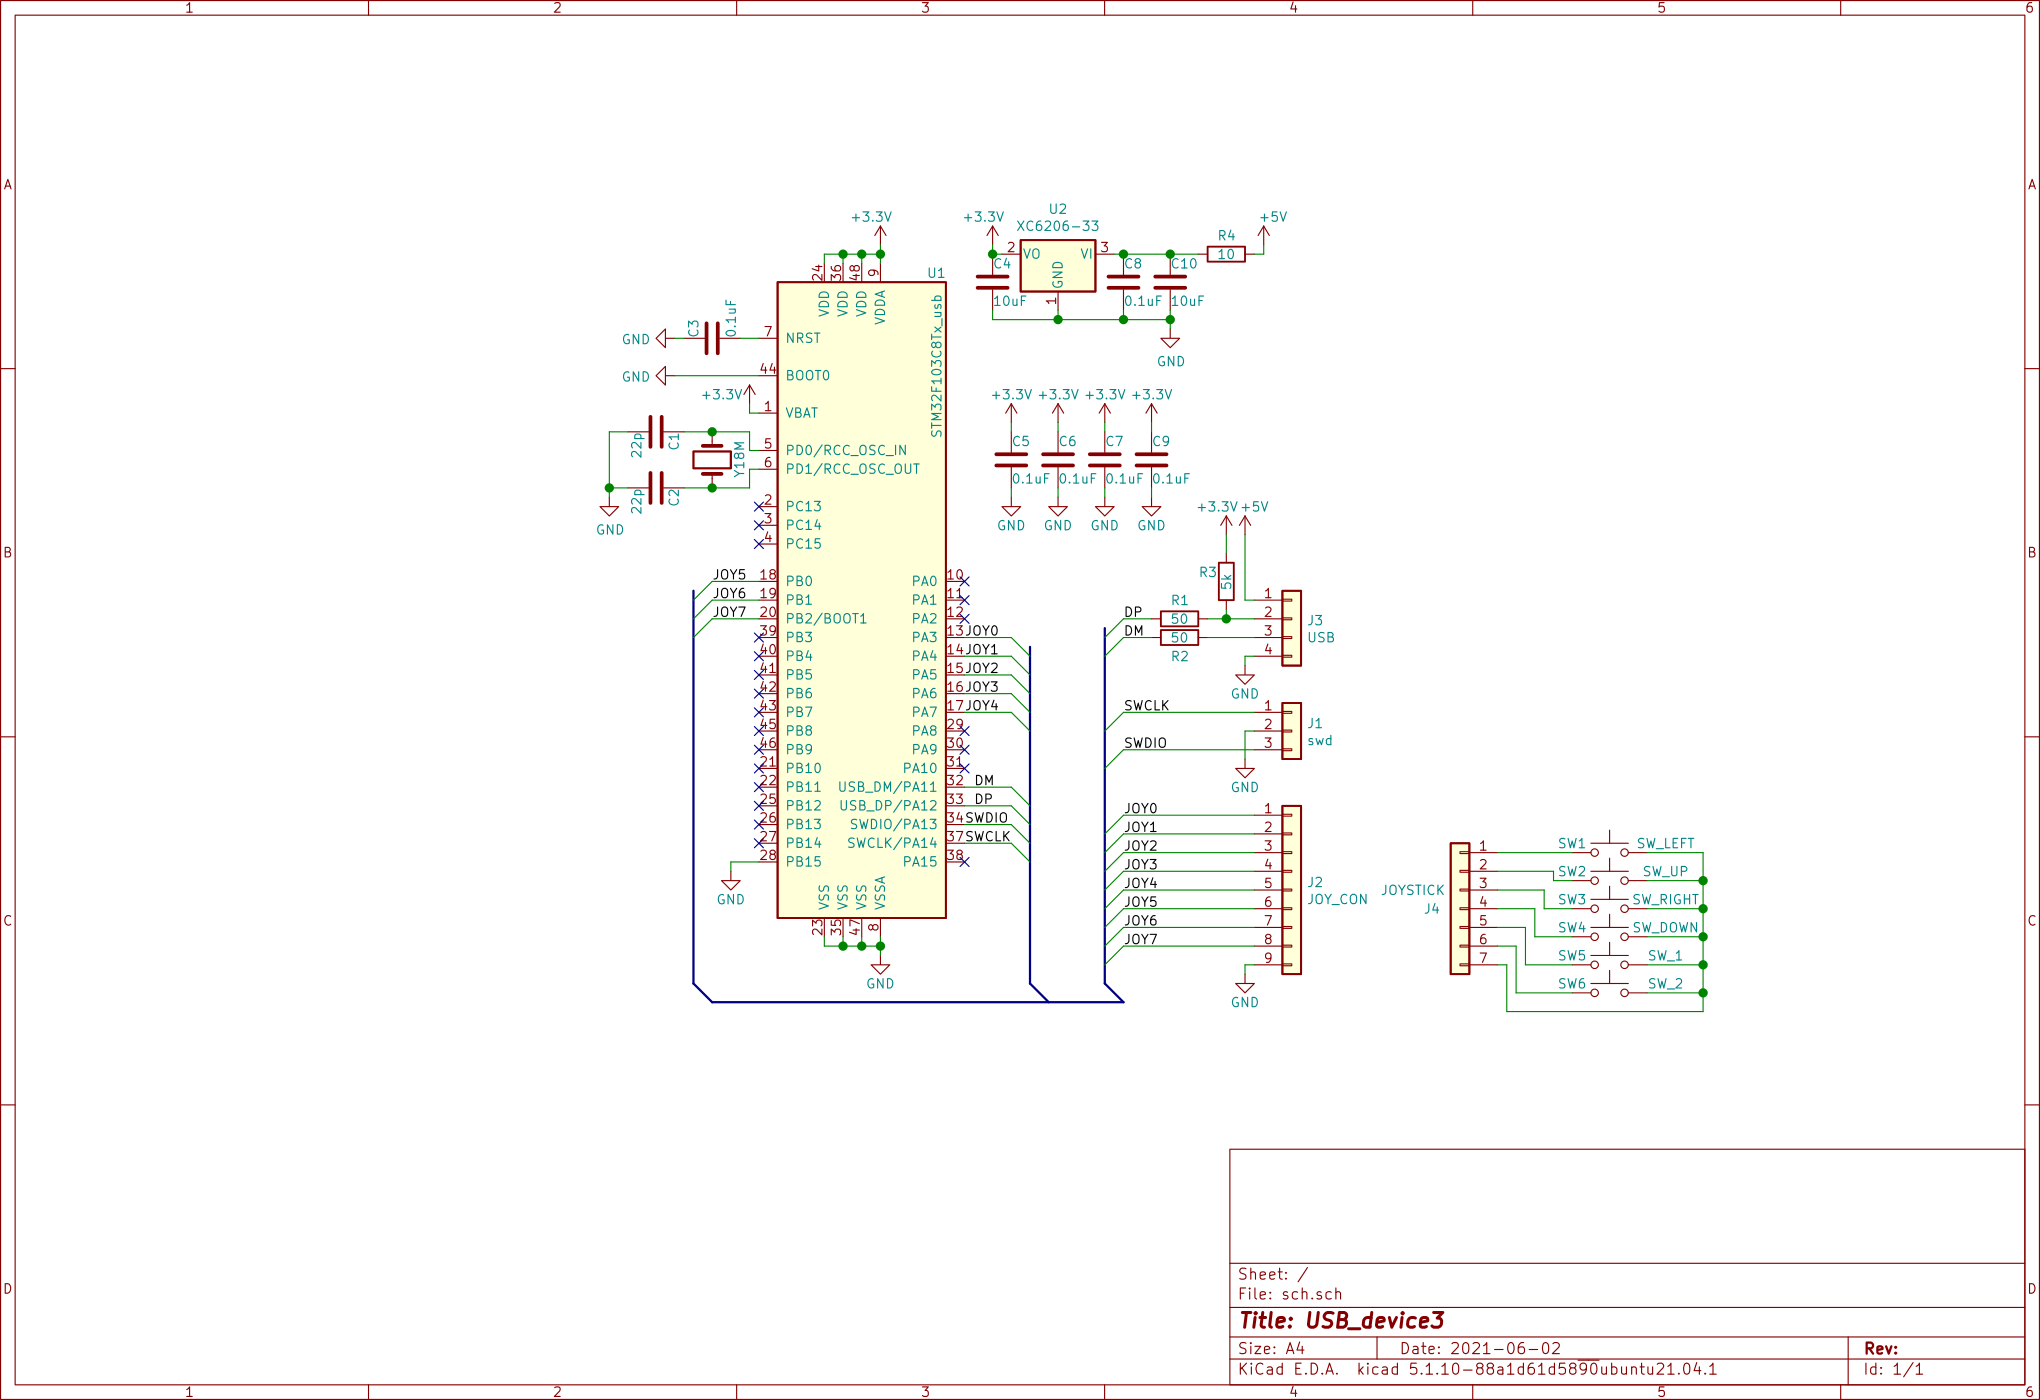 1 2 3 4 5 6
A A
B B
C C
D D
+3.3V
U1
STM32F103C8Tx_usb
24 36 48 9
VDD VDD VDD VDDA
GND C3 0.1uF 7 NRST
GND 44 BOOT0
+3.3V 1 VBAT
22p C1 5 PD0/RCC_OSC_IN
Y18M
22p C2 6 PD1/RCC_OSC_OUT
GND
2 PC13
3 PC14
4 PC15
JOY5 18 PB0
JOY6 19 PB1
JOY7 20 PB2/BOOT1
39 PB3
40 PB4
41 PB5
42 PB6
43 PB7
45 PB8
46 PB9
21 PB10
22 PB11
25 PB12
26 PB13
27 PB14
28 PB15
GND
PA0 10
PA1 11
PA2 12
PA3 13 JOY0
PA4 14 JOY1
PA5 15 JOY2
PA6 16 JOY3
PA7 17 JOY4
PA8 29
PA9 30
PA10 31
USB_DM/PA11 32 DM
USB_DP/PA12 33 DP
SWDIO/PA13 34 SWDIO
SWCLK/PA14 37 SWCLK
PA15 38
VSS VSS VSS VSSA
23 35 47 8
GND
U2
XC6206-33
+3.3V +5V
2 VO VI 3
GND
1
R4
10
C4 10uF
C8 0.1uF
C10 10uF
GND
+3.3V +3.3V +3.3V +3.3V
C5 C6 C7 C9
0.1uF 0.1uF 0.1uF 0.1uF
GND GND GND GND
+3.3V +5V
R3 5k
DP R1 50
DM 50 R2
1
2
3
4
J3
USB
GND
SWCLK 1
2
SWDIO 3
J1
swd
GND
JOY0 1
JOY1 2
JOY2 3
JOY3 4
JOY4 5
JOY5 6
JOY6 7
JOY7 8
9
J2
JOY_CON
GND
JOYSTICK
J4
1 SW1 SW_LEFT
2 SW2 SW_UP
3 SW3 SW_RIGHT
4 SW4 SW_DOWN
5 SW5 SW_1
6 SW6 SW_2
7
Sheet: /
File: sch.sch
Title: USB_device3
Size: A4 Date: 2021-06-02 Rev:
KiCad E.D.A. kicad 5.1.10-88a1d61d5890ubuntu21.04.1 Id: 1/1
1 2 3 4 5 6